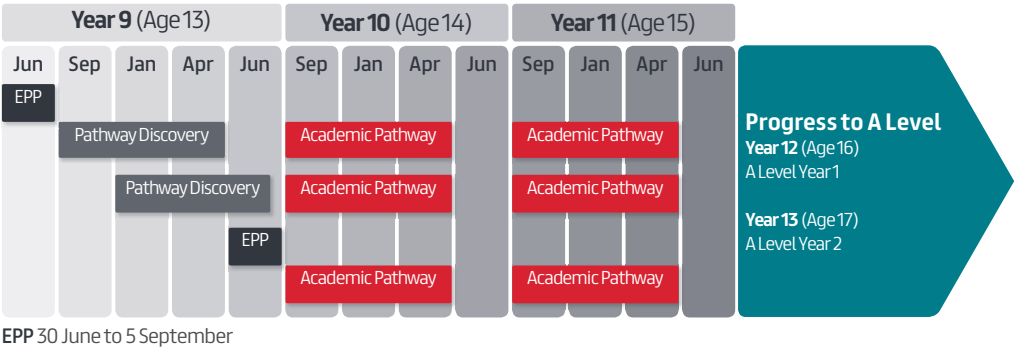 Year 9 (Age 13) Year 10 (Age 14) Year 11 (Age 15)
Jun Sep Jan Apr Jun Sep Jan Apr Jun Sep Jan Apr Jun
EPP
Pathway Discovery Academic Pathway Academic Pathway
Pathway Discovery Academic Pathway Academic Pathway
EPP
Academic Pathway Academic Pathway
Progress to A Level
Year 12 (Age 16)
A Level Year 1
Year 13 (Age 17)
A Level Year 2
EPP 30 June to 5 September